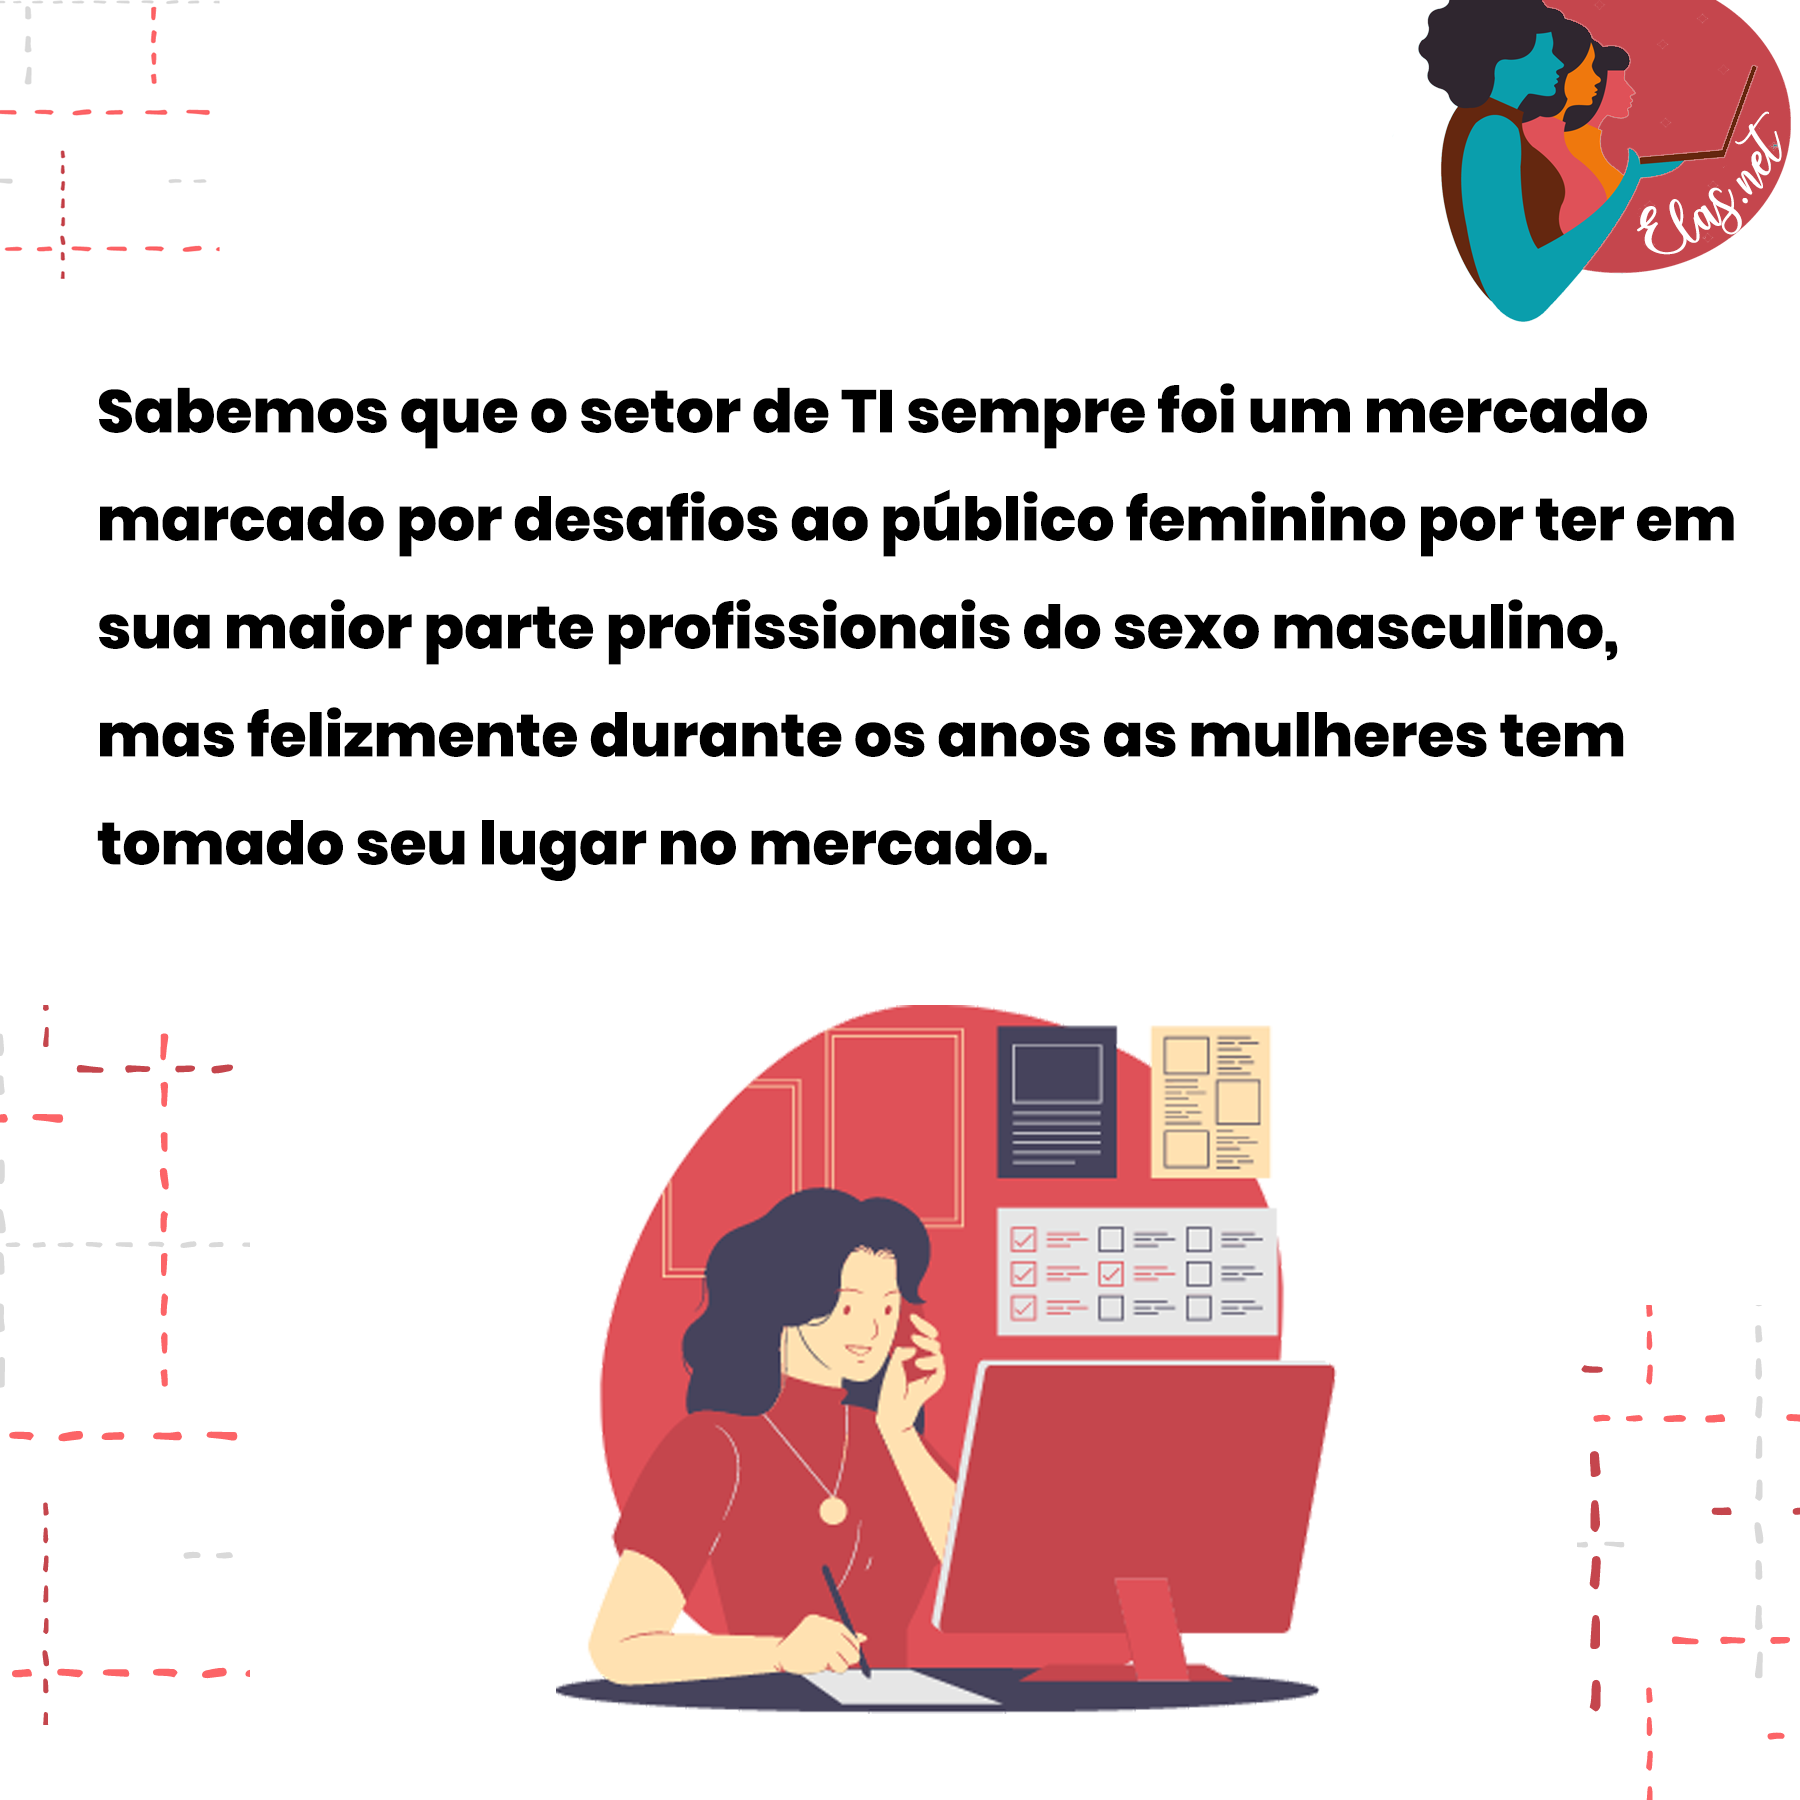 Elas.net
Sabemos que o setor de TI sempre foi um mercado
marcado por desafios ao público feminino por ter em
sua maior parte profissionais do sexo masculino,
mas felizmente durante os anos as mulheres tem
tomado seu lugar no mercado.